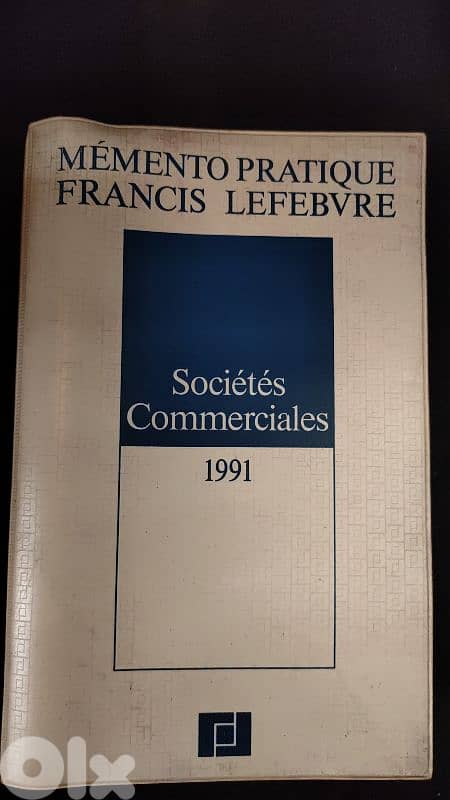 MÉMENTO PRATIQUE
FRANCIS LEFEBVRE
Sociétés
Commerciales
1991
Olx